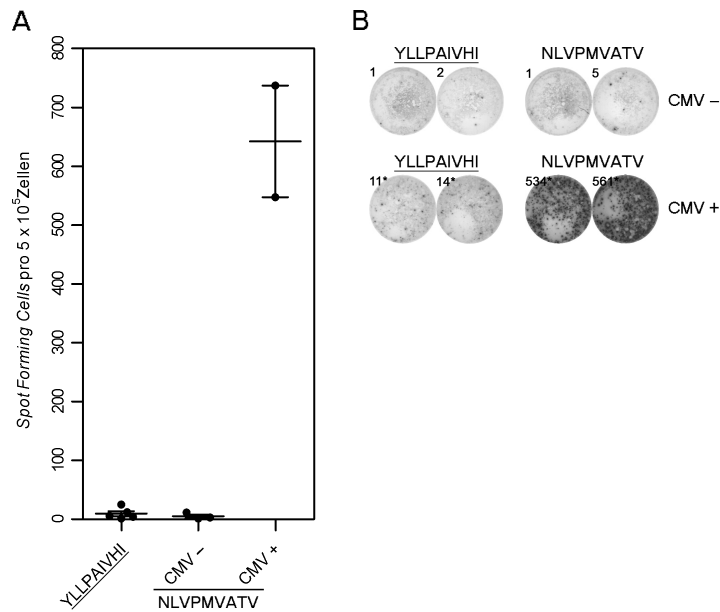 A
B
Spot Forming Cells pro 5 x 10⁵Zellen
800
700
600
500
400
300
200
100
0
YLLPAIVHI
CMV –
CMV +
NLVPMVATV
YLLPAIVHI
NLVPMVATV
1
2
1
5
CMV –
YLLPAIVHI
NLVPMVATV
11*
14*
534*
561*
CMV +